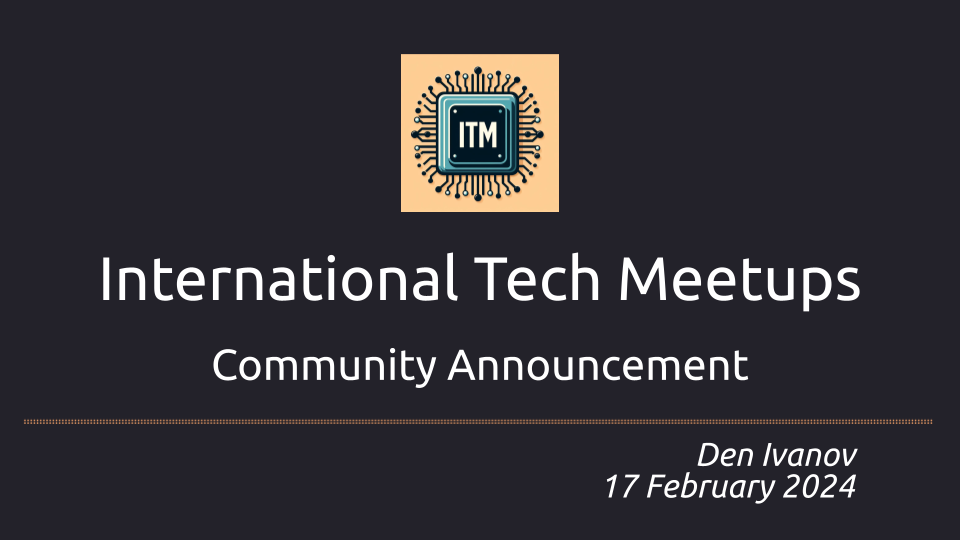 ITM
International Tech Meetups
Community Announcement
Den Ivanov
17 February 2024